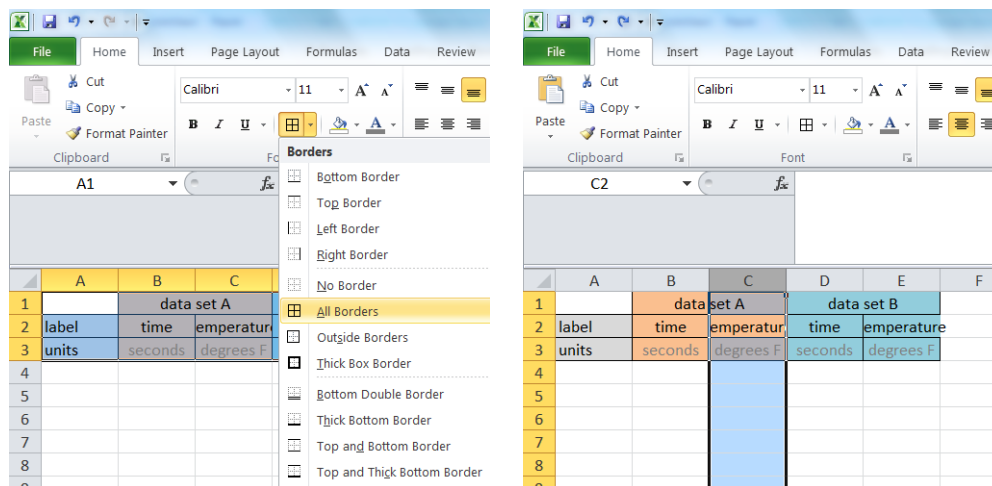 File Home Insert Page Layout Formulas Data Review
Cut
Copy
Format Painter
Paste
Clipboard
Calibri 11 A A
B I U A
Fo
A1 fx
Borders
Bottom Border
Top Border
Left Border
Right Border
No Border
All Borders
Outside Borders
Thick Box Border
Bottom Double Border
Thick Bottom Border
Top and Bottom Border
Top and Thick Bottom Border
A B C
1 data set A
2 label time emperatur
3 units seconds degrees F
4
5
6
7
8
File Home Insert Page Layout Formulas Data Review
Cut
Copy
Format Painter
Paste
Clipboard
Calibri 11 A A
B I U A
Font
C2 fx
A B C D E F
1 data set A data set B
2 label time emperatur time emperature
3 units seconds degrees F seconds degrees F
4
5
6
7
8